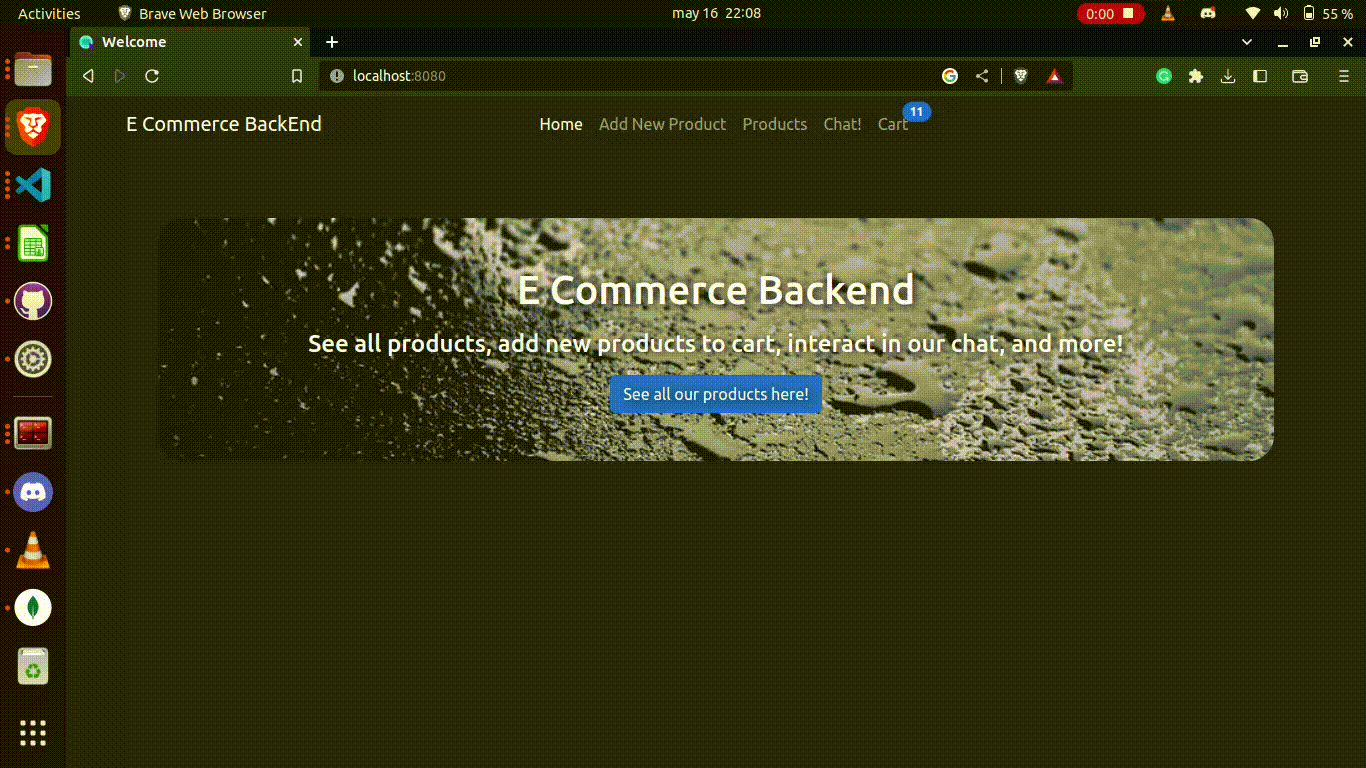 Activities Brave Web Browser may 16 22:08 0:00 55 %
Welcome
localhost:8080
E Commerce BackEnd Home Add New Product Products Chat! Cart 11
E Commerce Backend
See all products, add new products to cart, interact in our chat, and more!
See all our products here!